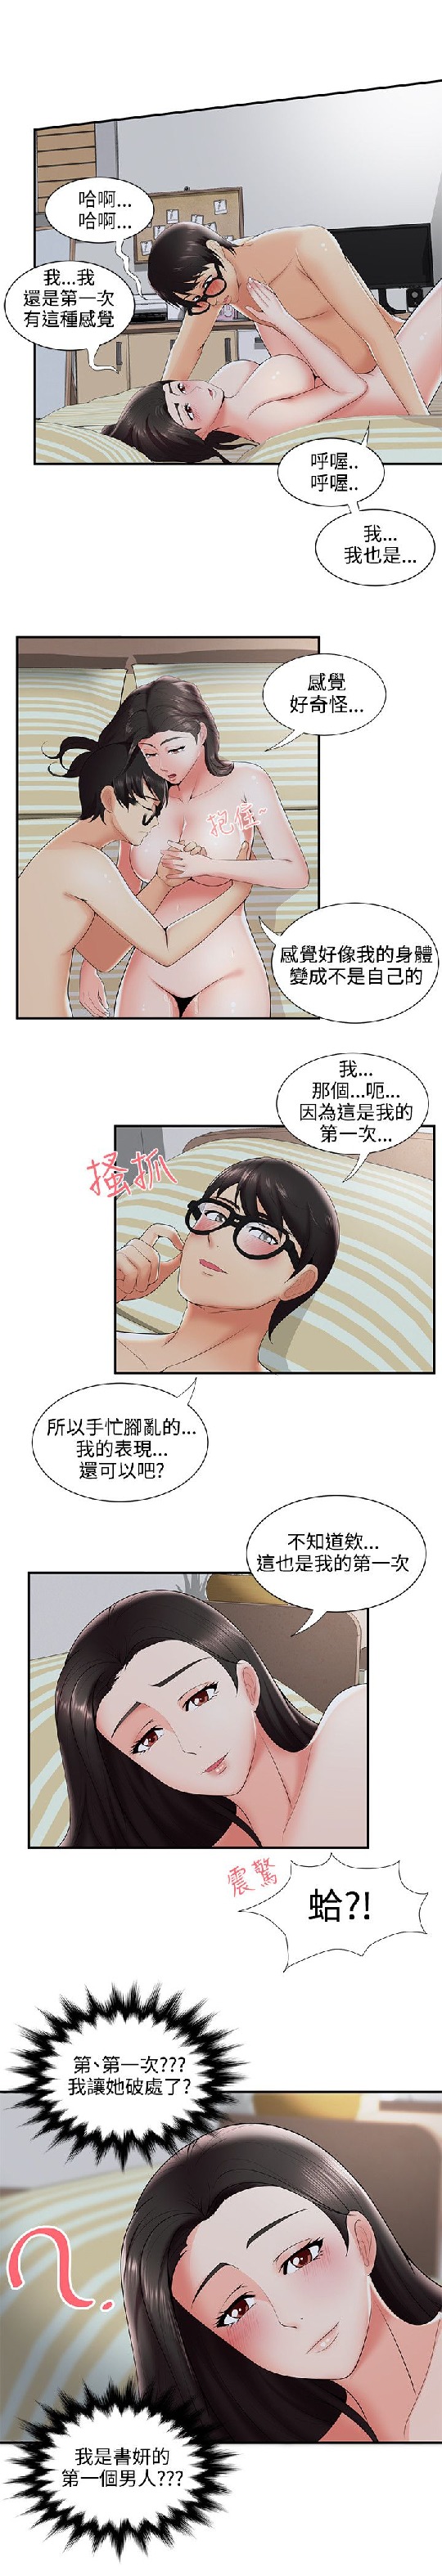 哈啊...
哈啊...
我...我
還是第一次
有這種感覺
呼喔..
呼喔..
我...
我也是...
感覺
好奇怪...
抱住~
感覺好像我的身體
變成不是自己的
我...
那個...呃...
因為這是我的
第一次...
搔抓
所以手忙腳亂的...
我的表現...
還可以吧?
不知道欸...
這也是我的第一次
震驚
蛤?!
第、第一次???
我讓她破處了?
?
我是書妍的
第一個男人???